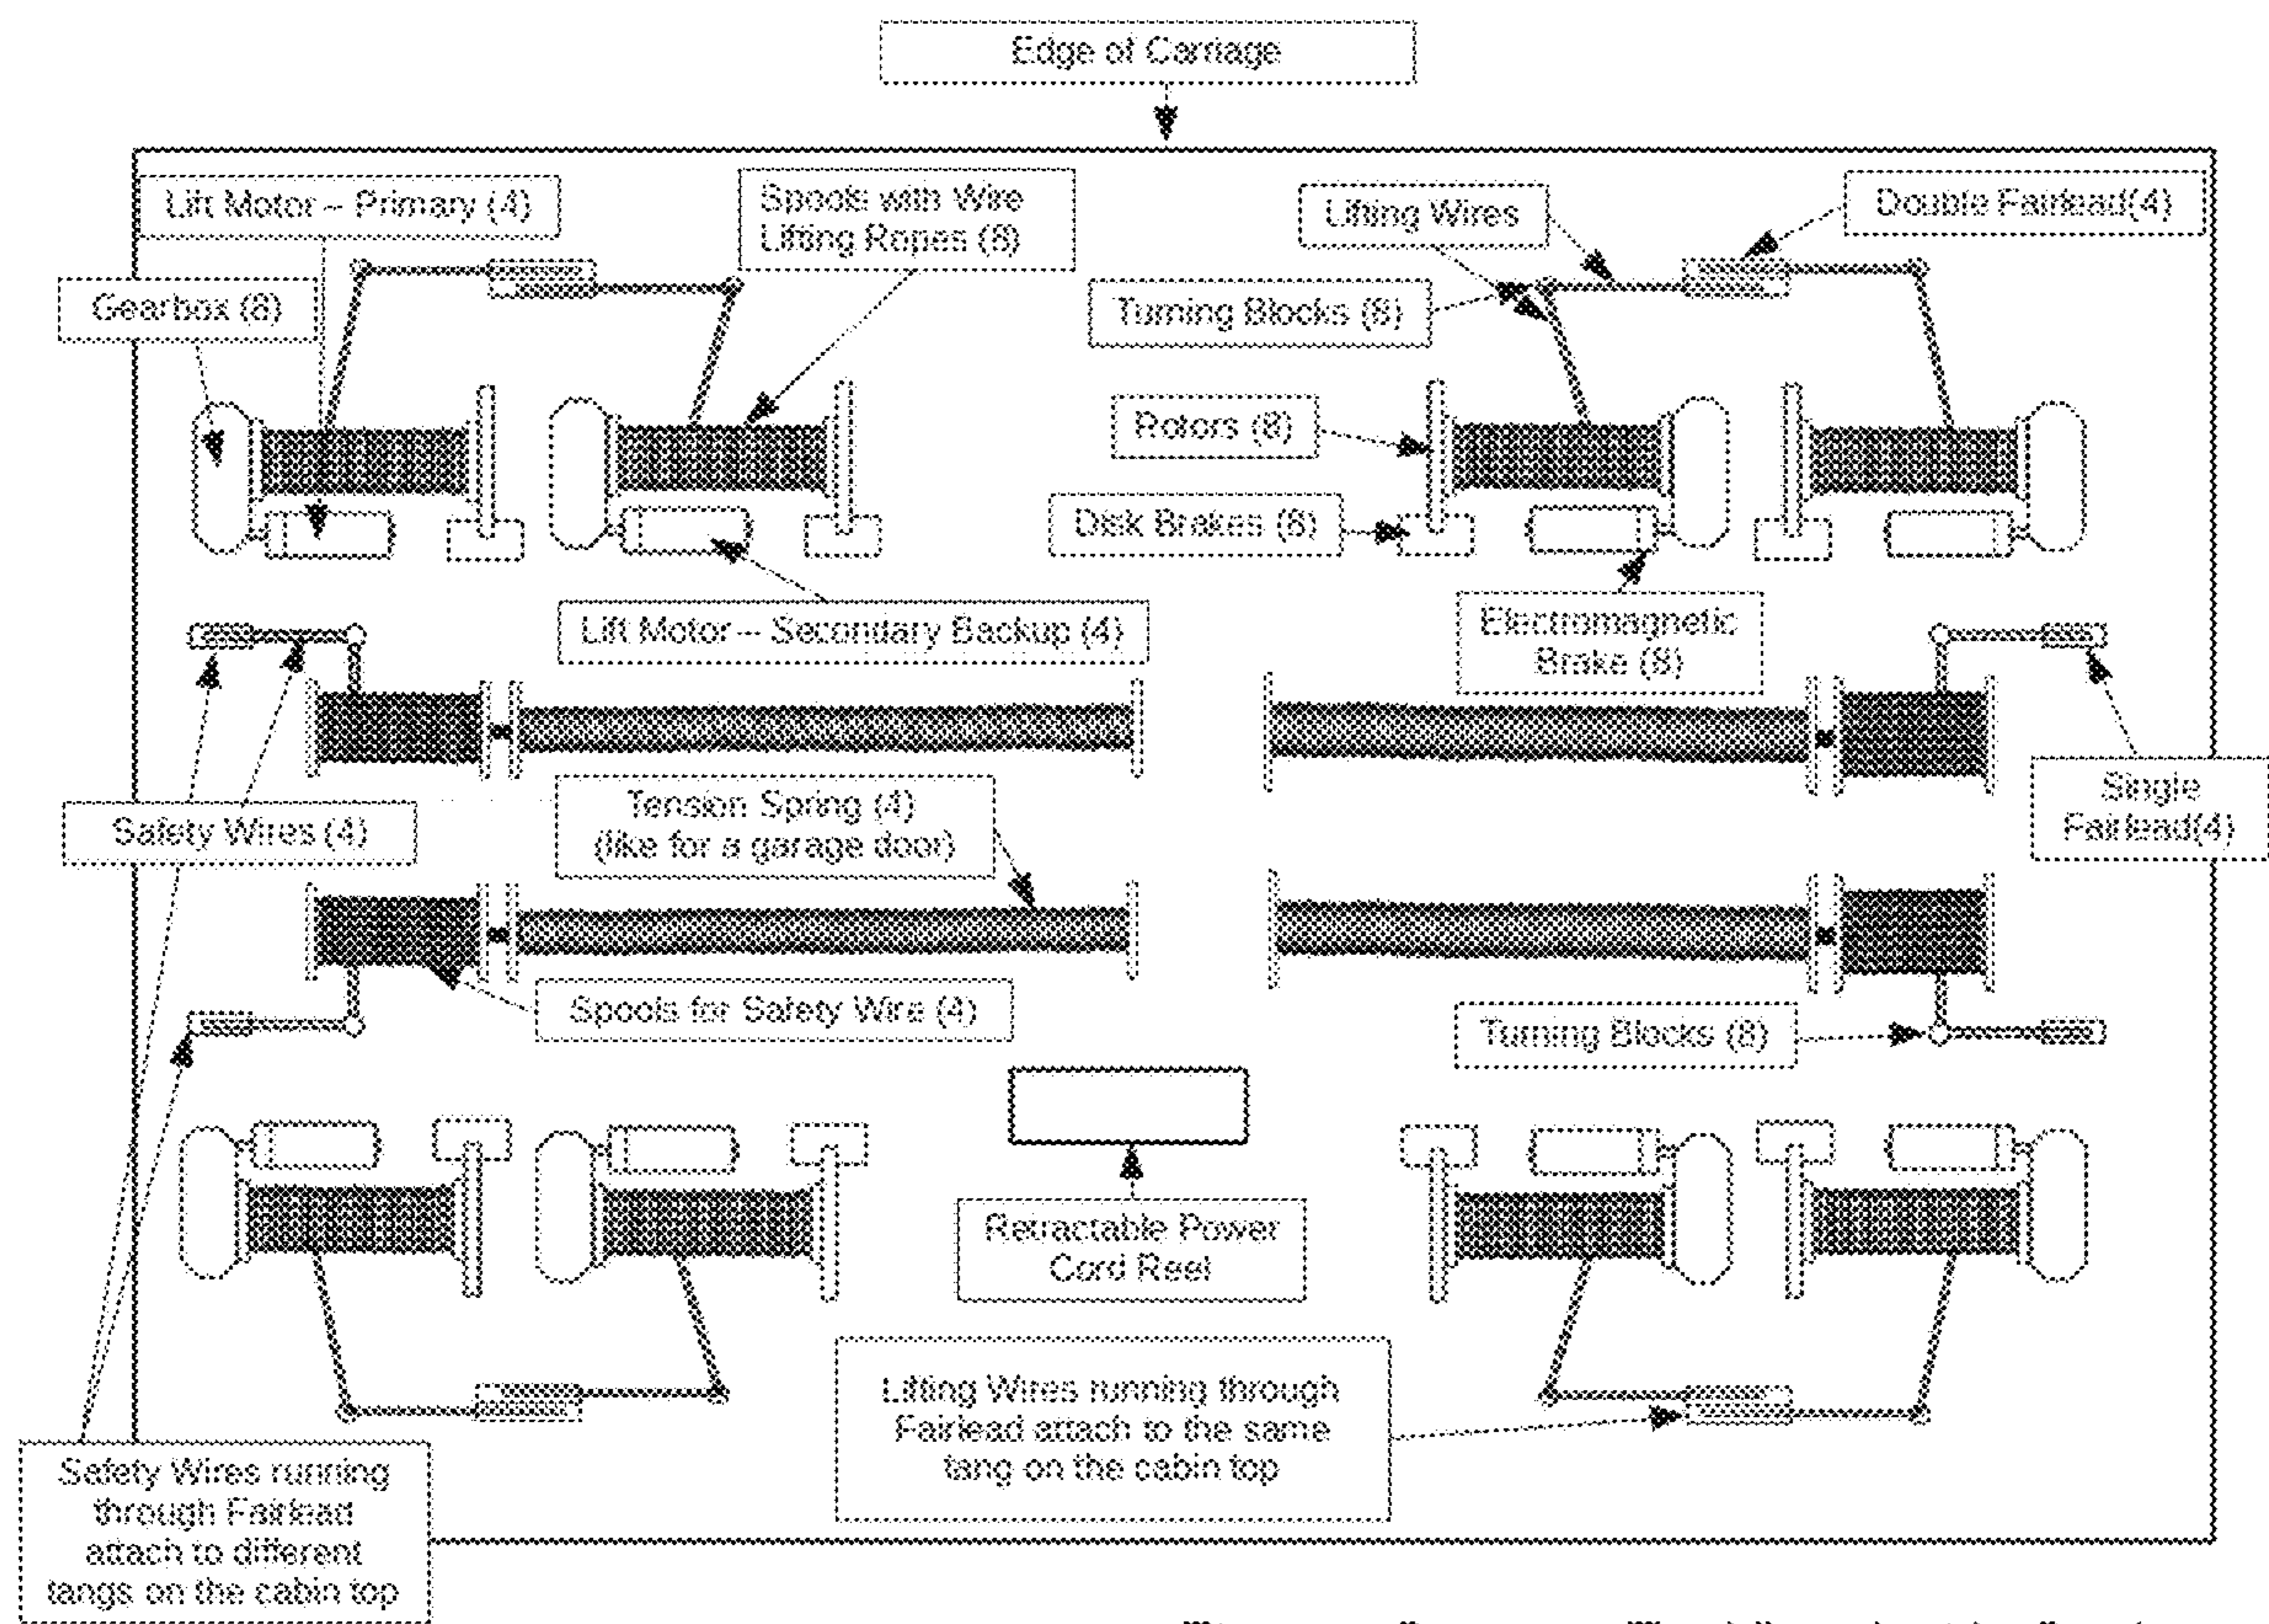 Edge of Carriage
Lift Motor – Primary (4)
Spools with Wire
Lifting Ropes (8)
Lifting Wires
Double Fairlead(4)
Gearbox (8)
Turning Blocks (8)
Rotors (8)
Disk Brakes (8)
Lift Motor – Secondary Backup (4)
Electromagnetic
Brake (8)
Safety Wires (4)
Tension Spring (4)
(like for a garage door)
Single
Fairlead(4)
Spools for Safety Wire (4)
Turning Blocks (8)
Retractable Power
Cord Reel
Lifting Wires running through
Fairlead attach to the same
tang on the cabin top
Safety Wires running
through Fairlead
attach to different
tangs on the cabin top